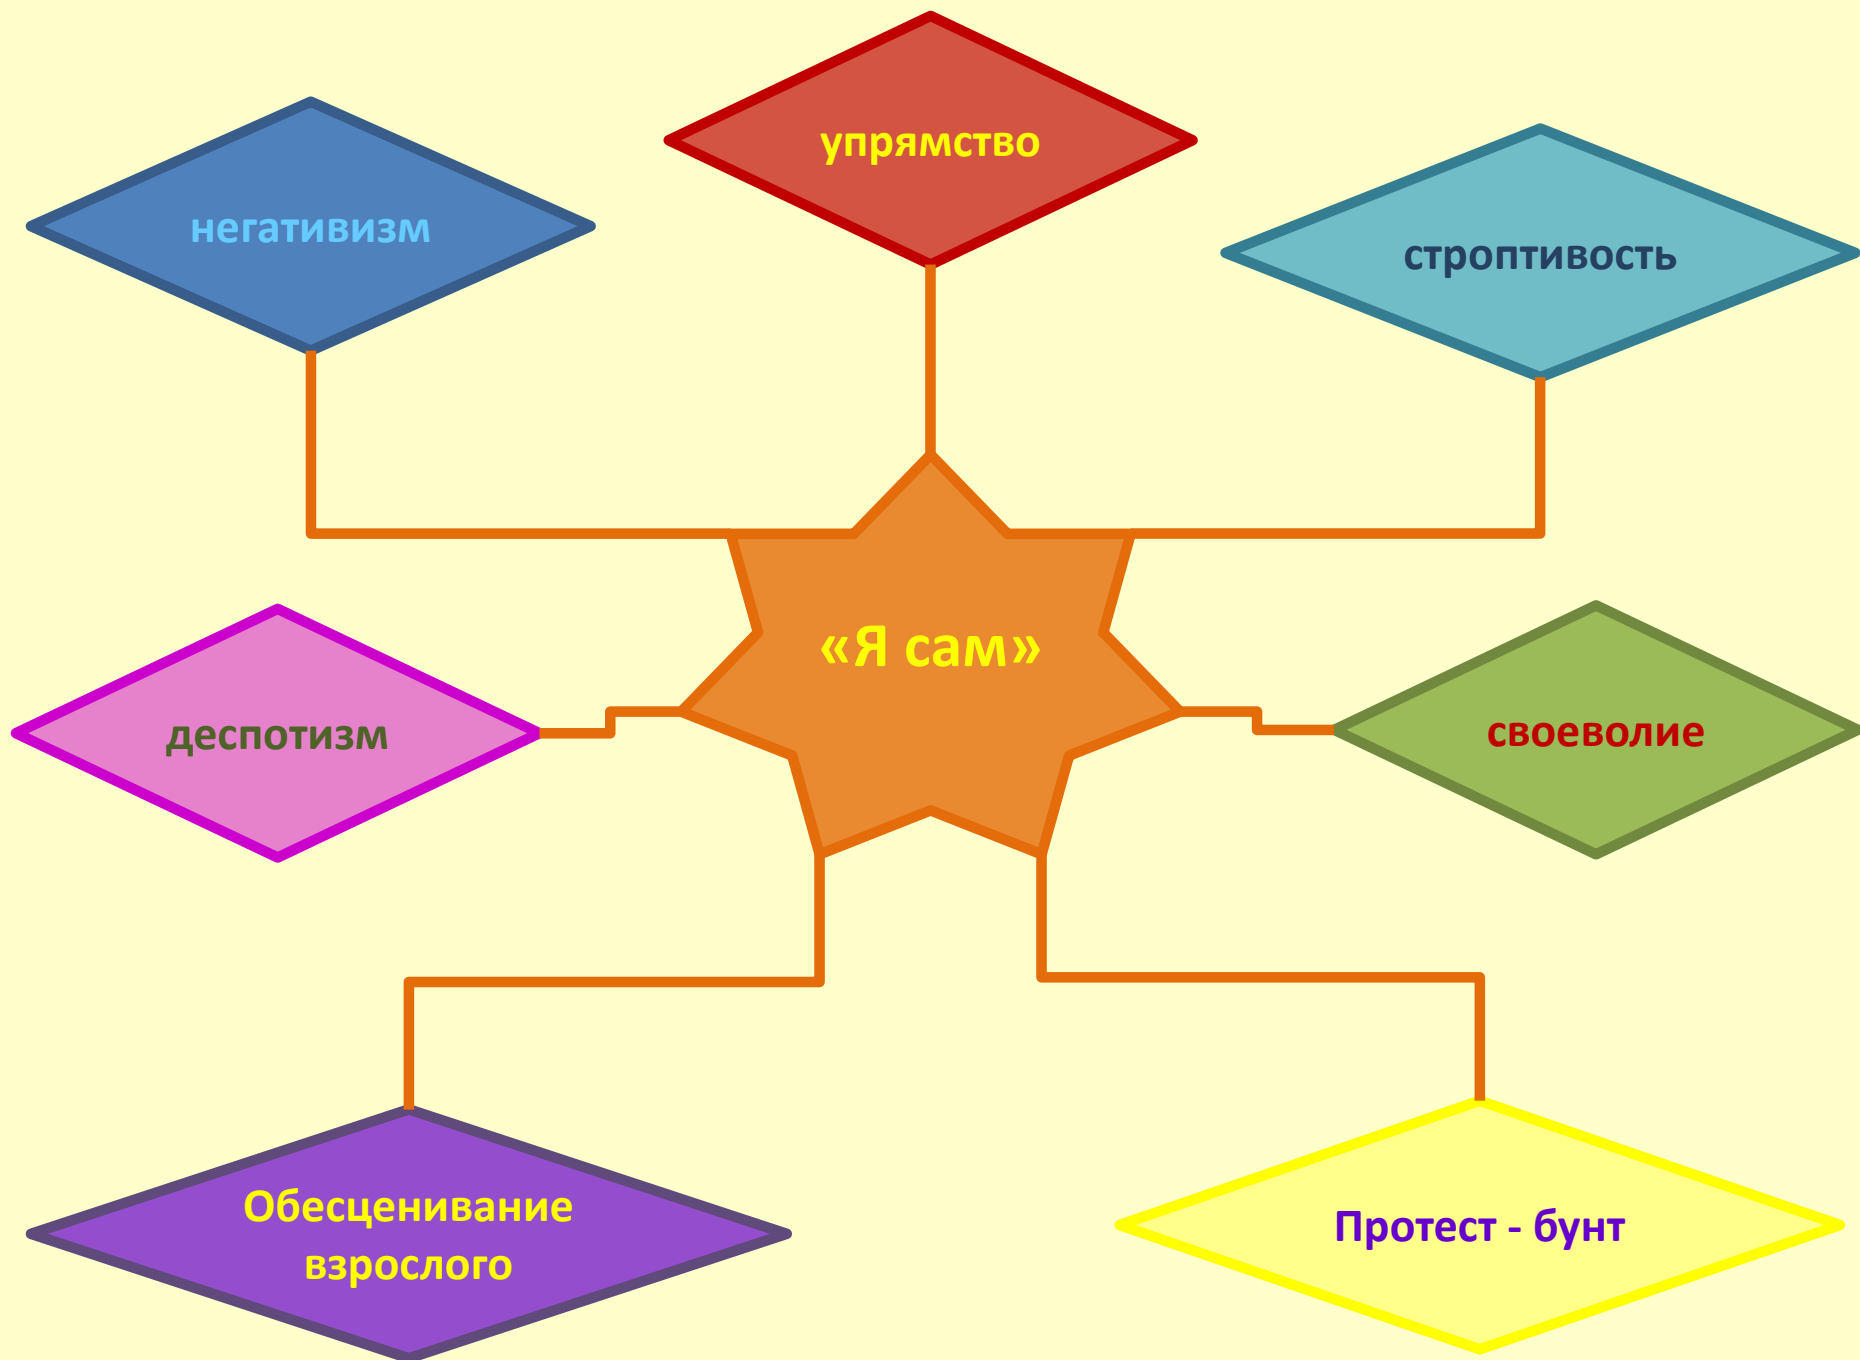 упрямство
негативизм
строптивость
«Я сам»
деспотизм
своеволие
Обесценивание
взрослого
Протест - бунт